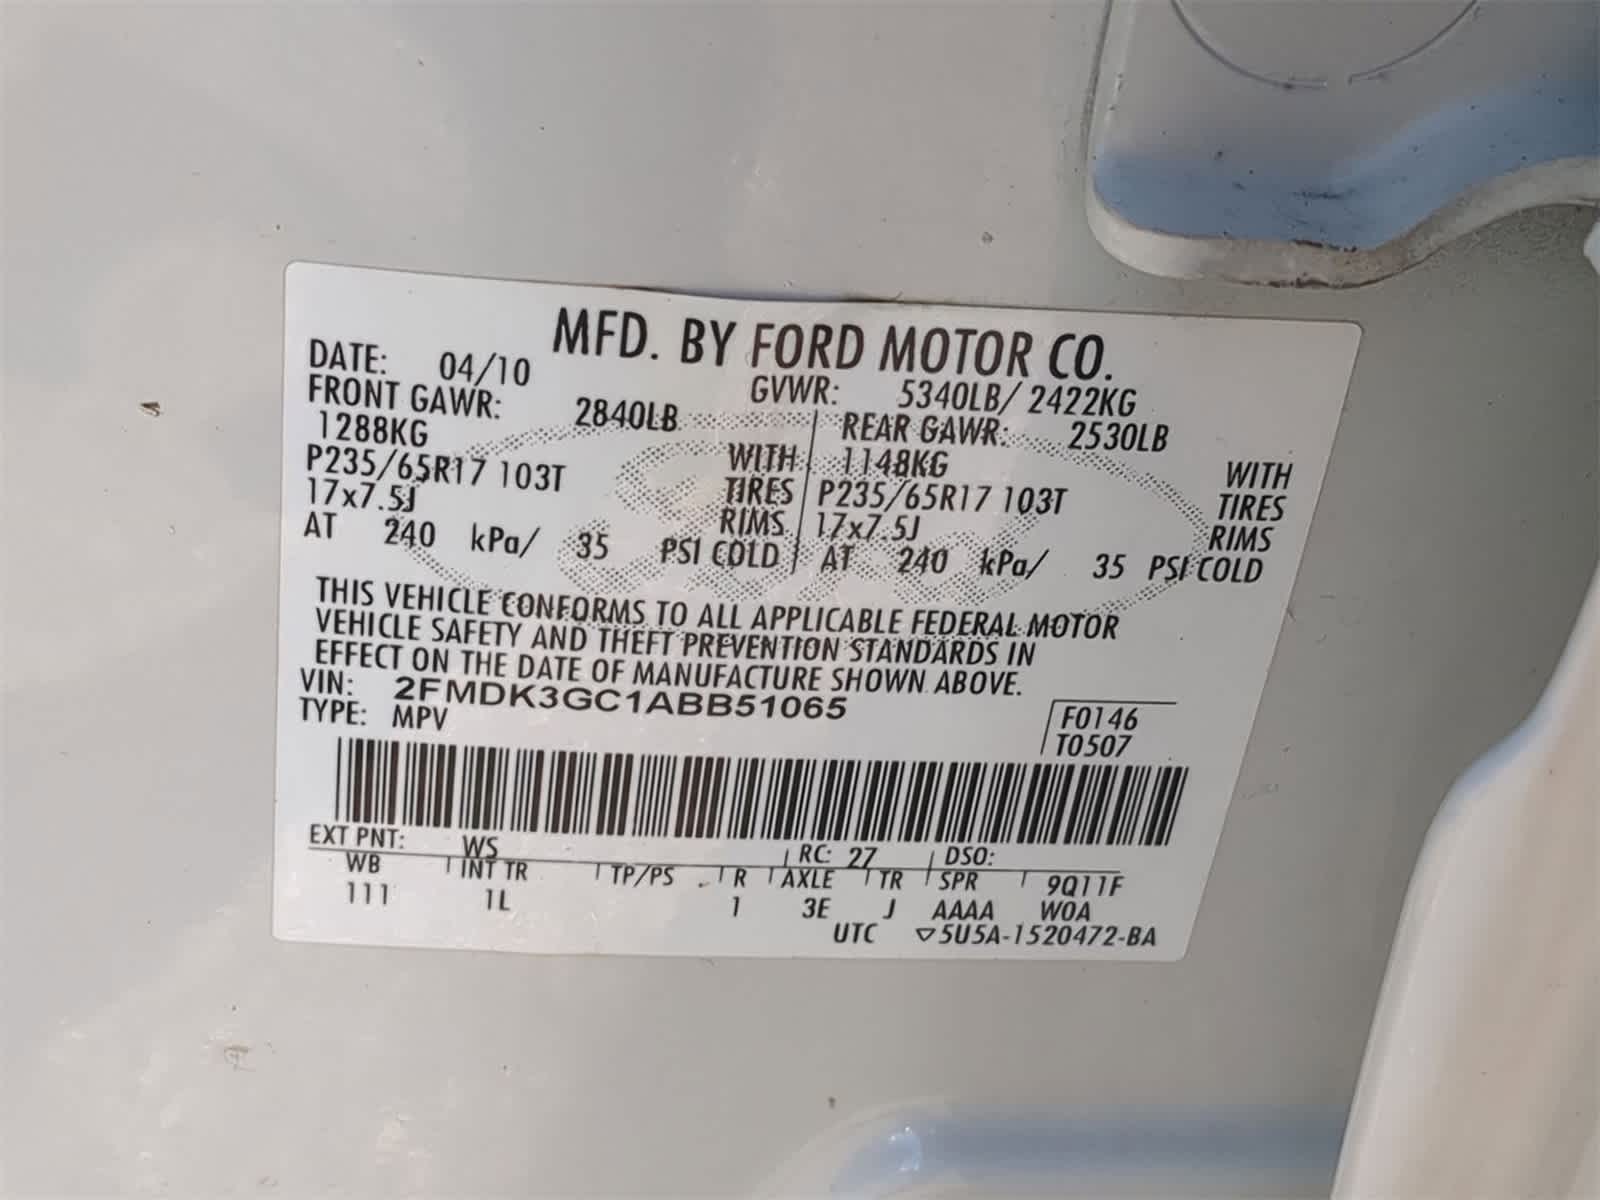 MFD. BY FORD MOTOR CO.
DATE: 04/10 GVWR: 5340LB/ 2422KG
FRONT GAWR: 2840LB REAR GAWR: 2530LB
1288KG WITH 1148KG WITH
P235/65R17 103T TIRES P235/65R17 103T TIRES
17x7.5J RIMS 17x7.5J RIMS
AT 240 kPa/ 35 PSI COLD AT 240 kPa/ 35 PSI COLD
THIS VEHICLE CONFORMS TO ALL APPLICABLE FEDERAL MOTOR
VEHICLE SAFETY AND THEFT PREVENTION STANDARDS IN
EFFECT ON THE DATE OF MANUFACTURE SHOWN ABOVE.
VIN: 2FMDK3GC1ABB51065 F0146
TYPE: MPV T0507
EXT PNT: WS RC: 27 DSO:
WB INT TR TP/PS R AXLE TR SPR 9Q11F
111 1L 1 3E J AAAA WOA
UTC ▽5U5A-1520472-BA